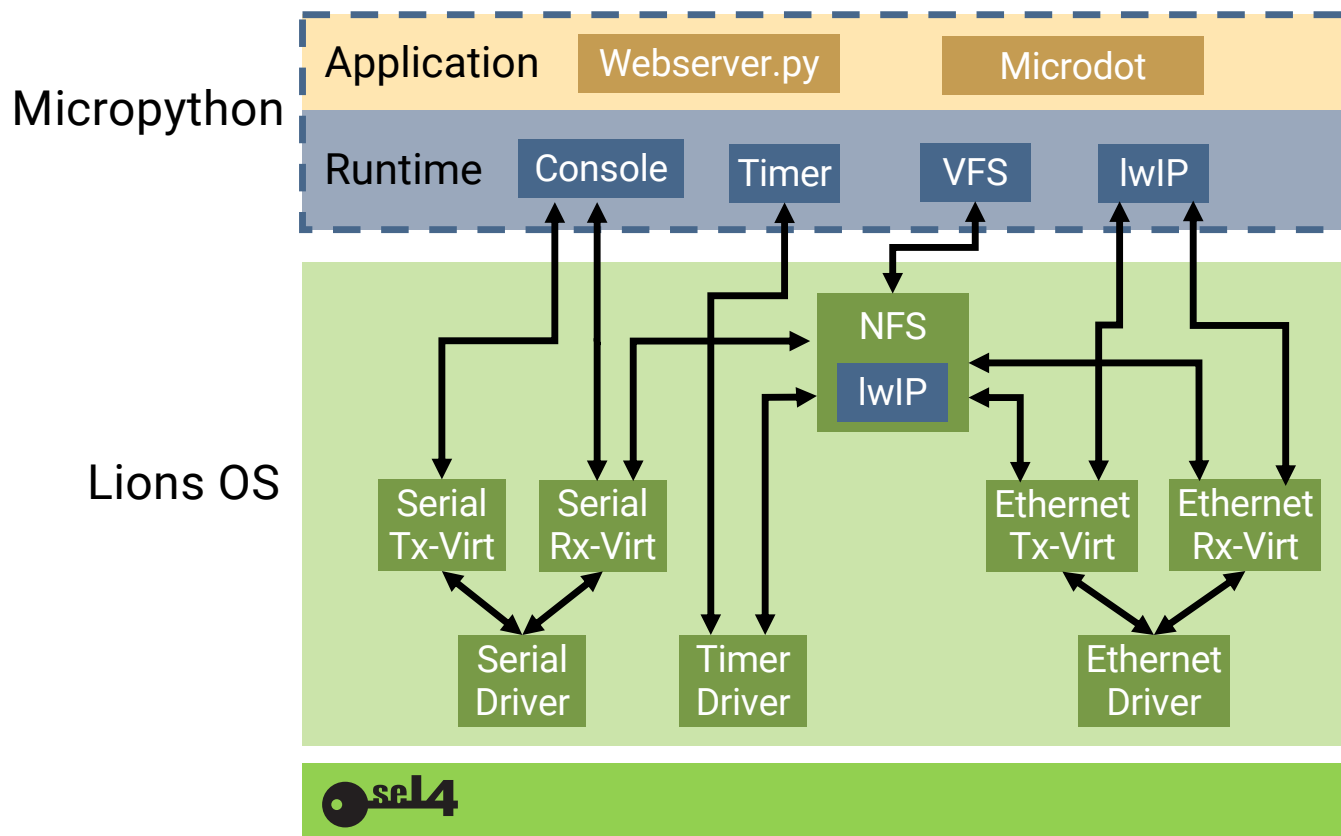 Micropython
Application
Webserver.py
Microdot
Runtime
Console
Timer
VFS
lwIP
Lions OS
NFS
lwIP
Serial
Tx-Virt
Serial
Rx-Virt
Ethernet
Tx-Virt
Ethernet
Rx-Virt
Serial
Driver
Timer
Driver
Ethernet
Driver
seL4